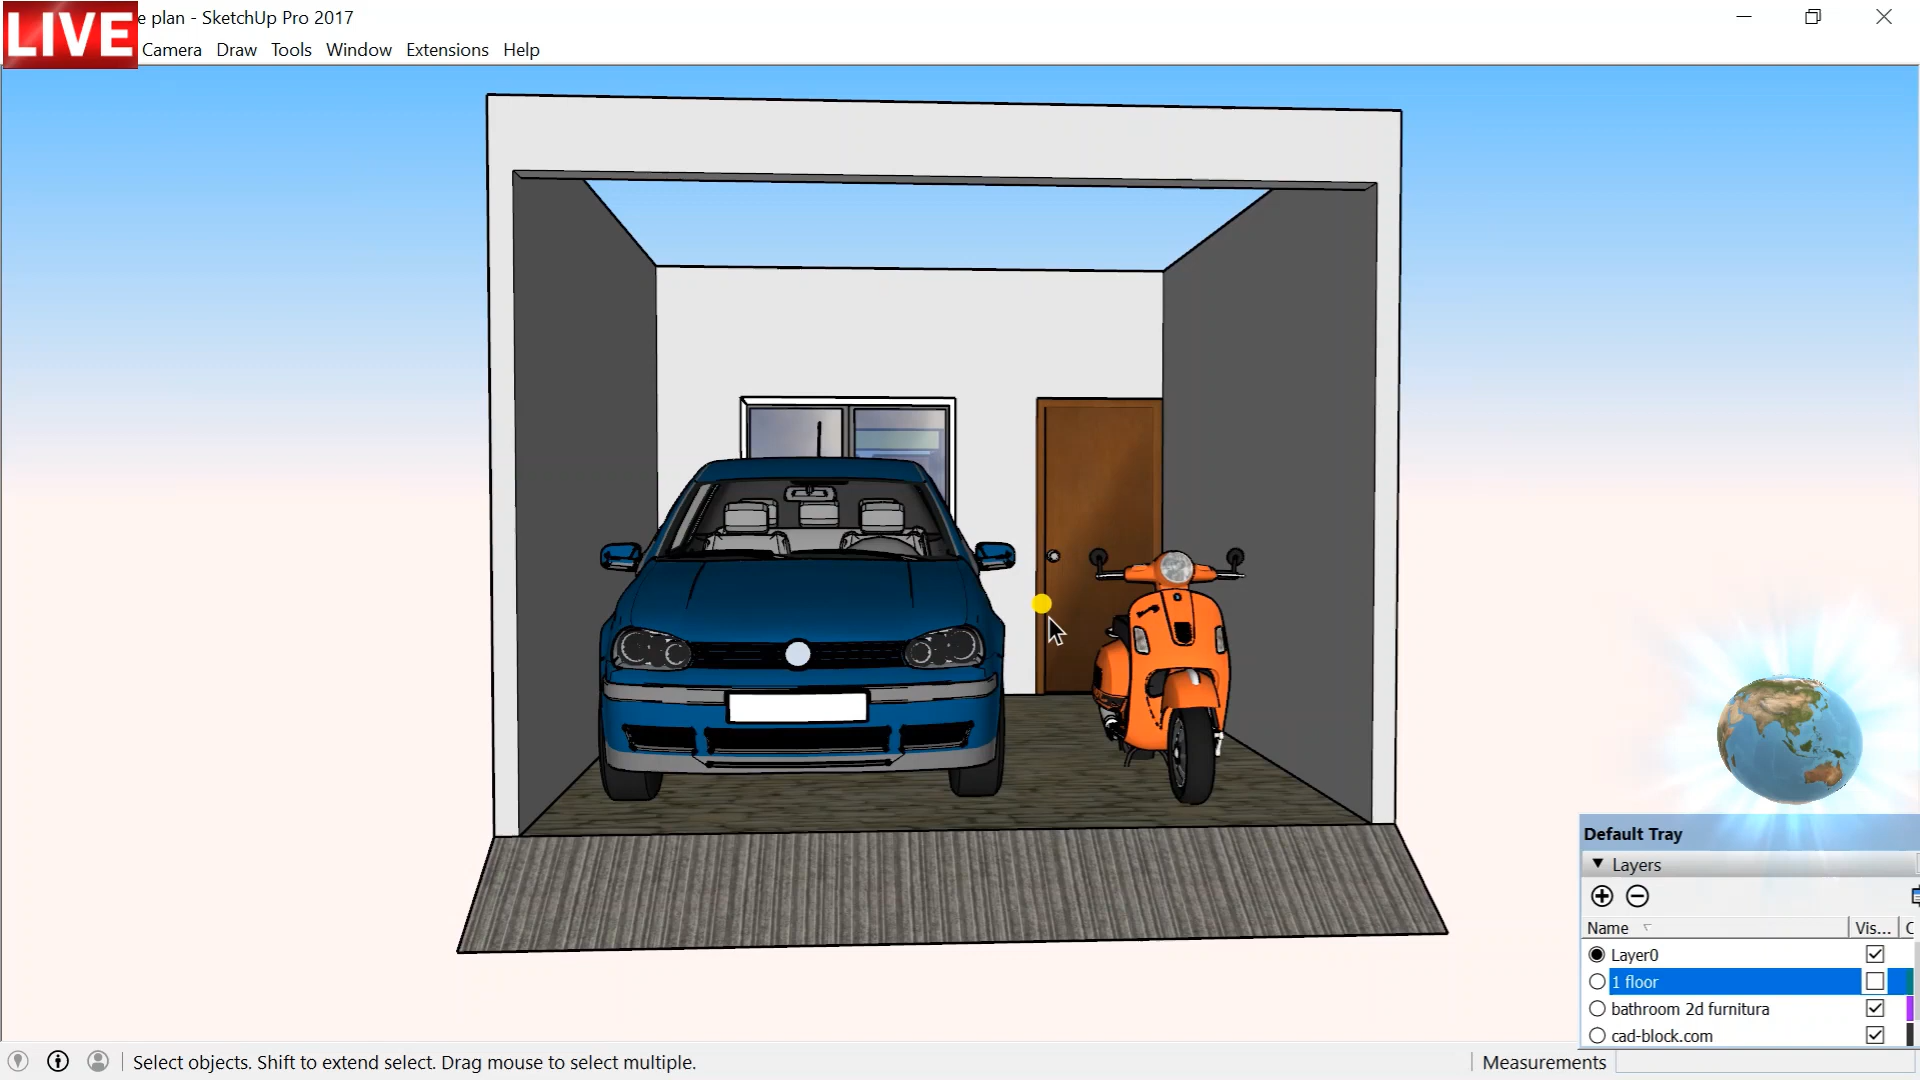 LIVE
e plan - SketchUp Pro 2017
Camera Draw Tools Window Extensions Help
Default Tray
Layers
Name Vis... C
Layer0
1 floor
bathroom 2d furnitura
cad-block.com
Select objects. Shift to extend select. Drag mouse to select multiple.
Measurements